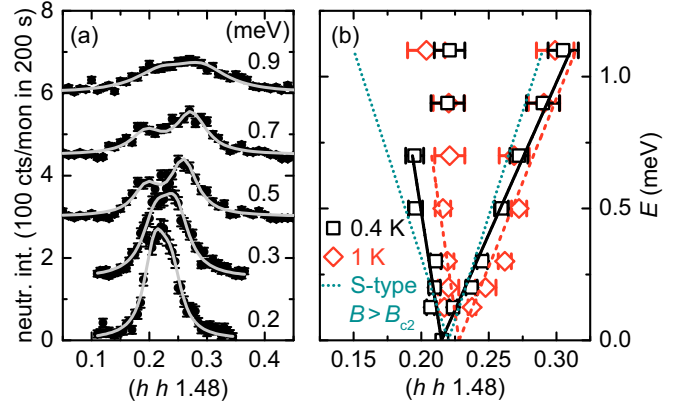 (a) (meV)
8
6
4
2
0
0.9
0.7
0.5
0.3
0.2
neutr. int. (100 cts/mon in 200 s)
0.1 0.2 0.3 0.4
(h h 1.48)
(b)
0.4 K
1 K
S-type
B > Bc2
1.0
0.5
0.0
E (meV)
0.15 0.20 0.25 0.30
(h h 1.48)